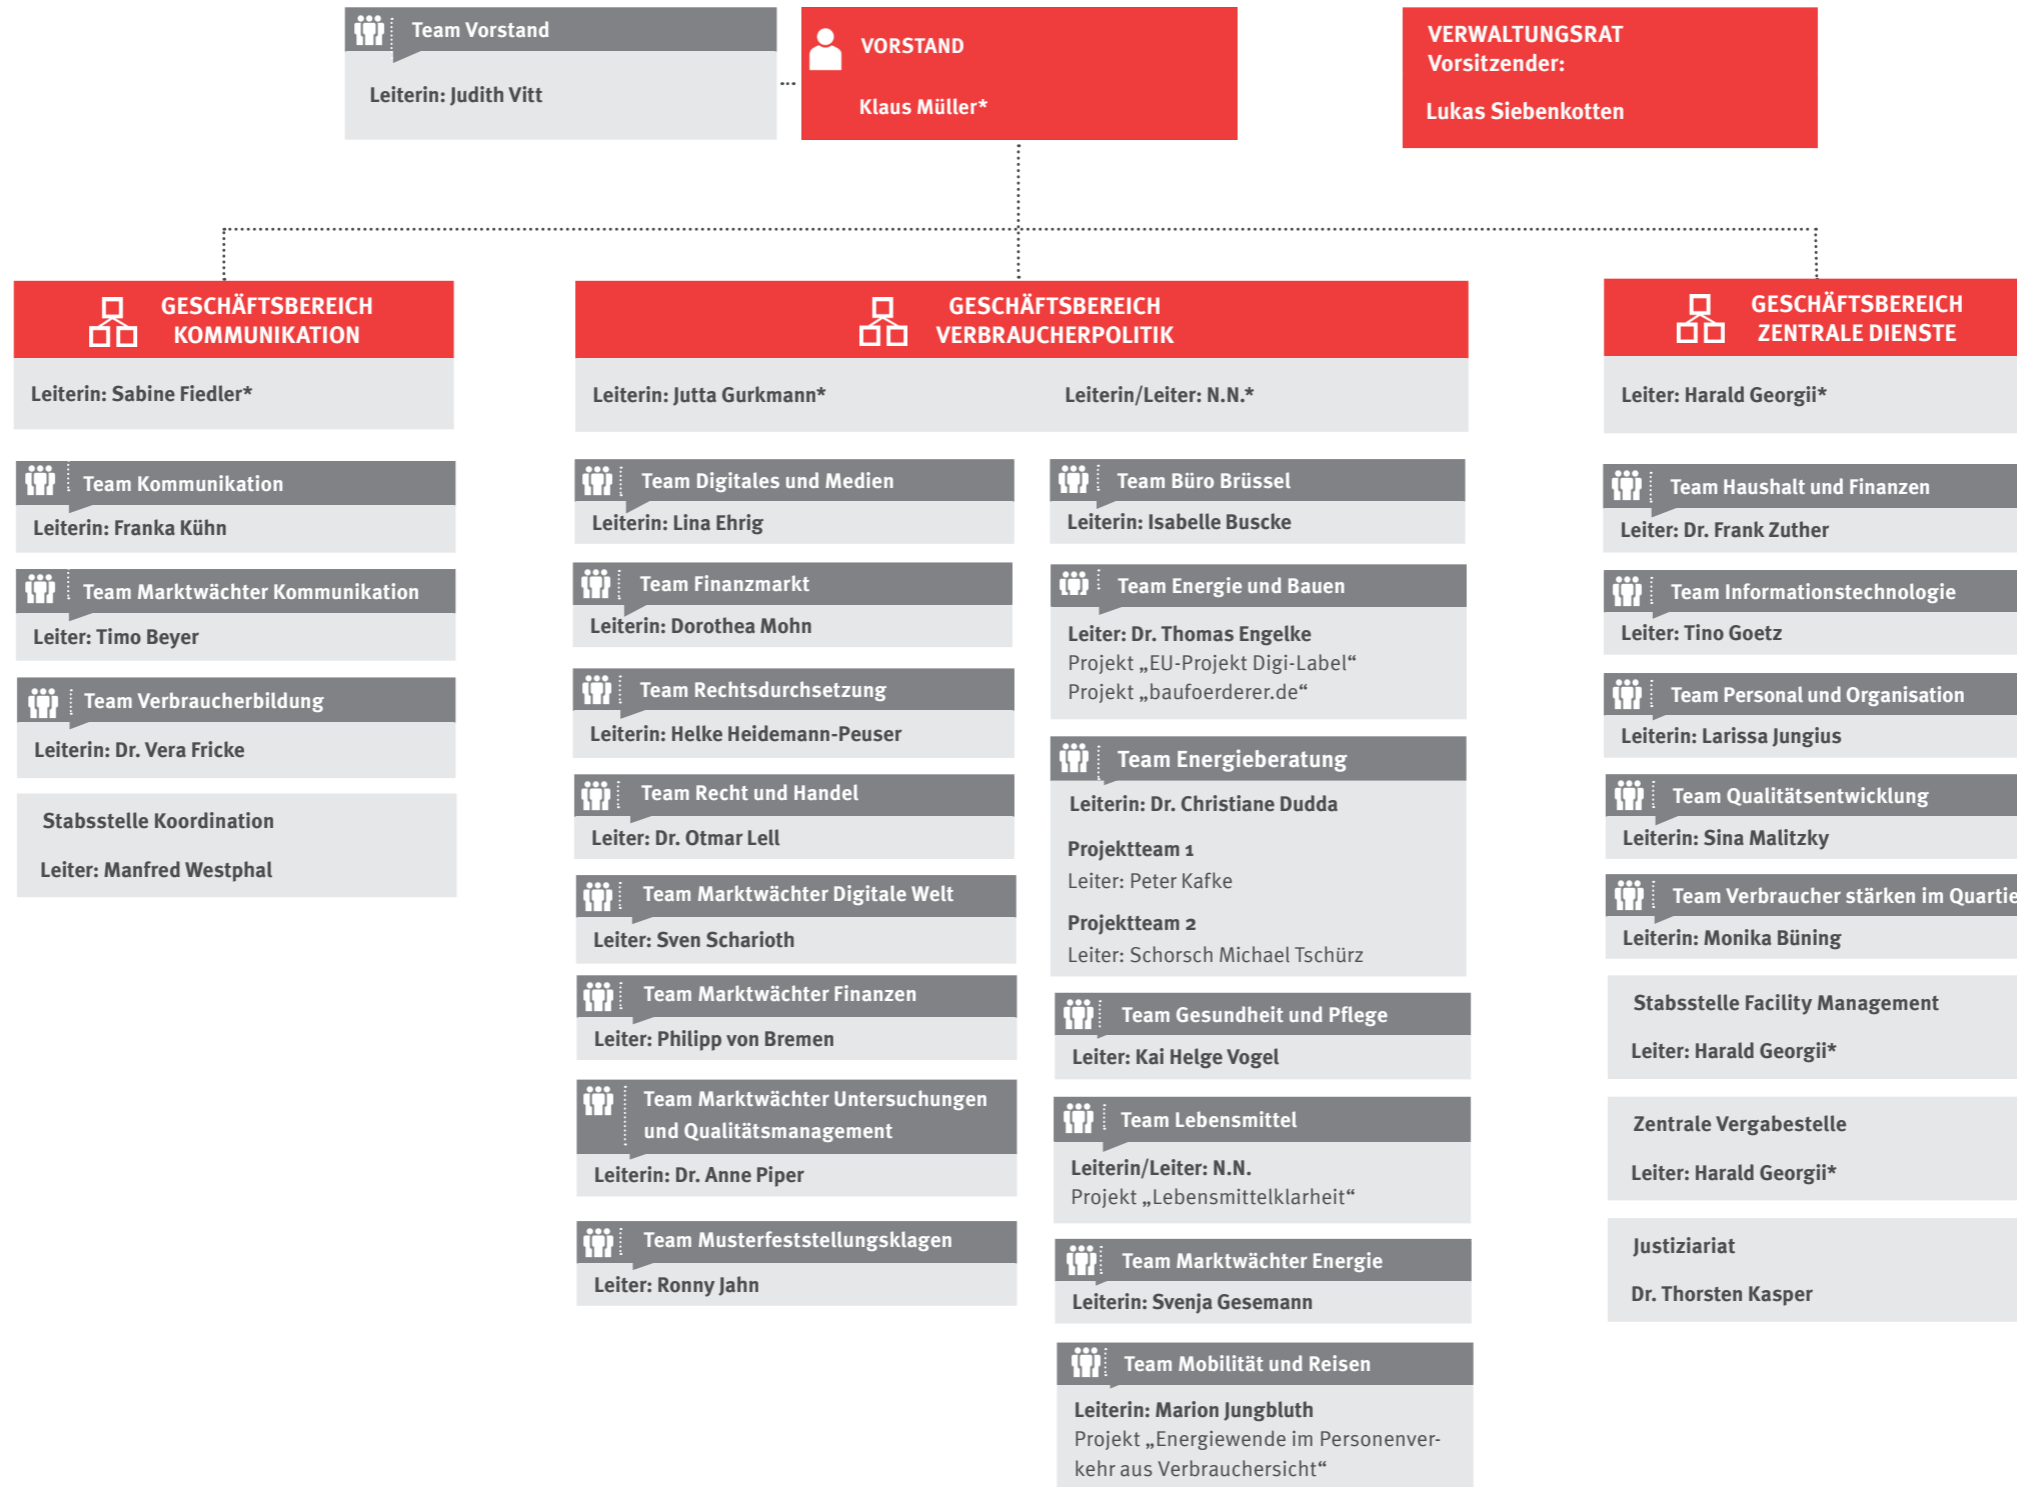 Team Vorstand
Leiterin: Judith Vitt
VORSTAND
Klaus Müller*
VERWALTUNGSRAT
Vorsitzender:
Lukas Siebenkotten
GESCHÄFTSBEREICH
KOMMUNIKATION
Leiterin: Sabine Fiedler*
Team Kommunikation
Leiterin: Franka Kühn
Team Marktwächter Kommunikation
Leiter: Timo Beyer
Team Verbraucherbildung
Leiterin: Dr. Vera Fricke
Stabsstelle Koordination
Leiter: Manfred Westphal
GESCHÄFTSBEREICH
VERBRAUCHERPOLITIK
Leiterin: Jutta Gurkmann*
Leiterin/Leiter: N.N.*
Team Digitales und Medien
Leiterin: Lina Ehrig
Team Finanzmarkt
Leiterin: Dorothea Mohn
Team Rechtsdurchsetzung
Leiterin: Helke Heidemann-Peuser
Team Recht und Handel
Leiter: Dr. Otmar Lell
Team Marktwächter Digitale Welt
Leiter: Sven Scharioth
Team Marktwächter Finanzen
Leiter: Philipp von Bremen
Team Marktwächter Untersuchungen
und Qualitätsmanagement
Leiterin: Dr. Anne Piper
Team Musterfeststellungsklagen
Leiter: Ronny Jahn
Team Büro Brüssel
Leiterin: Isabelle Buscke
Team Energie und Bauen
Leiter: Dr. Thomas Engelke
Projekt „EU-Projekt Digi-Label“
Projekt „baufoerderer.de“
Team Energieberatung
Leiterin: Dr. Christiane Dudda
Projektteam 1
Leiter: Peter Kafke
Projektteam 2
Leiter: Schorsch Michael Tschürz
Team Gesundheit und Pflege
Leiter: Kai Helge Vogel
Team Lebensmittel
Leiterin/Leiter: N.N.
Projekt „Lebensmittelklarheit“
Team Marktwächter Energie
Leiterin: Svenja Gesemann
Team Mobilität und Reisen
Leiterin: Marion Jungbluth
Projekt „Energiewende im Personenver-
kehr aus Verbrauchersicht“
GESCHÄFTSBEREICH
ZENTRALE DIENSTE
Leiter: Harald Georgii*
Team Haushalt und Finanzen
Leiter: Dr. Frank Zuther
Team Informationstechnologie
Leiter: Tino Goetz
Team Personal und Organisation
Leiterin: Larissa Jungius
Team Qualitätsentwicklung
Leiterin: Sina Malitzky
Team Verbraucher stärken im Quartie
Leiterin: Monika Büning
Stabsstelle Facility Management
Leiter: Harald Georgii*
Zentrale Vergabestelle
Leiter: Harald Georgii*
Justiziariat
Dr. Thorsten Kasper